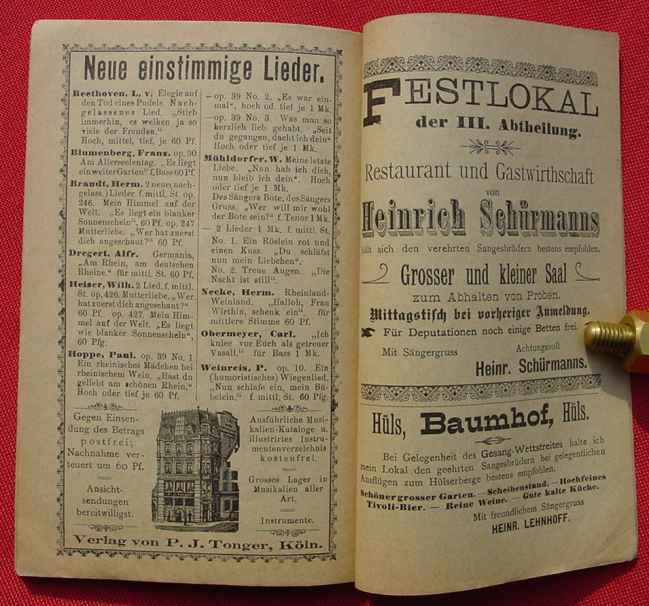 Neue einstimmige Lieder.
Beethoven, L. v. Elegie auf
den Tod eines Pudels. Nach-
gelassenes Lied. „Stirb
immerhin, es welken ja so
viele der Freuden.“
Hoch, mittel, tief, je 60 Pf.
Blumenberg, Franz. op. 90
Am Allerseelentag. „Es liegt
ein weiter Garten“ f. Bass 60 Pf.
Brandt, Herm. 2 neue nach-
gelass. Lieder f. mittl. St. op.
246. Mein Himmel auf der
Welt. „Es liegt ein blanker
Sonnenschein“, 60 Pf. op. 247
Mutterliebe. „Wer hat zuerst
dich angeschaut?“ 60 Pf.
Dregert, Alfr. Germania,
„Am Rhein, am deutschen
Rheine.“ für mittl. St. 60 Pf.
Heiser, Wilh. 2 Lied. f. mittl.
St. op. 426. Mutterliebe. „Wer
hat zuerst dich angeschaut?“
60 Pf. op. 427. Mein Him-
mel auf der Welt. „Es liegt
wie blanker Sonnenschein“,
60 Pfg.
Hoppe, Paul. op. 39 No. 1
Ein rheinisches Mädchen bei
rheinischem Wein. „Hast du
geliebt am schönen Rhein.“
Hoch oder tief je 60 Pf.
— op. 39 No. 2. „Es war ein-
mal“, hoch od. tief je 1 Mk.
— op. 39 No. 3. Was man so
herzlich lieb gehabt. „Seit
du gegangen, dacht ich dein“
Hoch oder tief je 1 Mk.
Mühldorfer, W. Meine letzte
Liebe. „Nun hab ich dich,
nun bleib ich dein“. Hoch
oder tief je 1 Mk.
Des Sängers Bote, des Sängers
Gruss, „Wer will mir wohl
der Bote sein?“ f. Tenor 1 Mk.
— 2 Lieder 1 Mk. f. mittl. St.
No. 1. Ein Röslein rot und
einen Kuss. „Du schläfst
nun mein Liebchen“.
No. 2. Treue Augen. „Die
Nacht ist still“.
Necke, Herm. Rheinland-
Weinland. „Halloh, Frau
Wirthin, schenk ein“, für
mittlere Stimme 60 Pf.
Obermeyer, Carl. „Ich
kniee vor Euch als getreuer
Vasall.“ für Bass 1 Mk.
Weinreis, P. op. 10. Ein
(humoristisches) Wiegenlied.
„Nun schlafe ein, mein Bü-
belein,“ f. mittl. St. 60 Pfg.
Gegen Einsen-
dung des Betrags
postfrei;
Nachnahme ver-
teuert um 60 Pf.
Ansicht-
sendungen
bereitwilligst.
Ausführliche Musi-
kalien-Kataloge u.
illustrirtes Instru-
mentenverzeichnis
kostenfrei.
Grosses Lager in
Musikalien aller
Art.
Instrumente.
Verlag von P. J. Tonger, Köln.
FESTLOKAL
der III. Abtheilung.
Restaurant und Gastwirthschaft
von
Heinrich Schürmanns
hält sich den verehrten Sangesbrüdern bestens empfohlen.
Grosser und kleiner Saal
zum Abhalten von Proben.
Mittagstisch bei vorheriger Anmeldung.
Für Deputationen noch einige Betten frei.
Mit Sängergruss
Achtungsvoll
Heinr. Schürmanns.
Hüls, Baumhof, Hüls.
Bei Gelegenheit des Gesang-Wettstreites halte ich
mein Lokal den geehrten Sangesbrüdern bei gelegentlichen
Ausflügen zum Hülserberge bestens empfohlen.
Schöner grosser Garten. — Scheibenstand. — Hochfeines
Tivoli-Bier. — Reine Weine. — Gute kalte Küche.
Mit freundlichem Sängergruss
HEINR. LEHNHOFF.